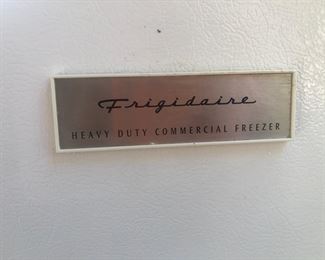 Frigidaire
HEAVY DUTY COMMERCIAL FREEZER